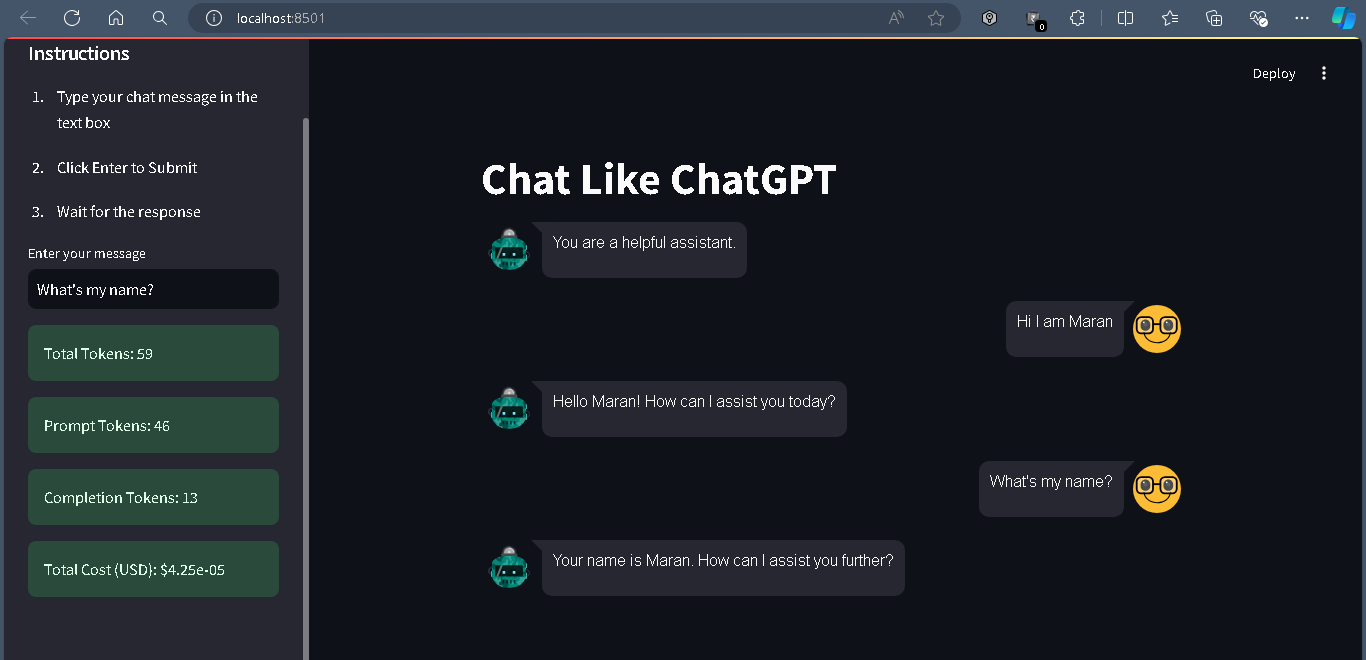 localhost:8501
A
0
Instructions
1. Type your chat message in the
text box
2. Click Enter to Submit
3. Wait for the response
Enter your message
What's my name?
Total Tokens: 59
Prompt Tokens: 46
Completion Tokens: 13
Total Cost (USD): $4.25e-05
Deploy
Chat Like ChatGPT
You are a helpful assistant.
Hi I am Maran
Hello Maran! How can I assist you today?
What's my name?
Your name is Maran. How can I assist you further?